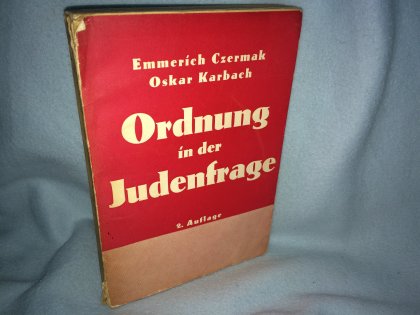 Emmerich Czermak
Oskar Karbach
Ordnung
in der
Judenfrage
2. Auflage